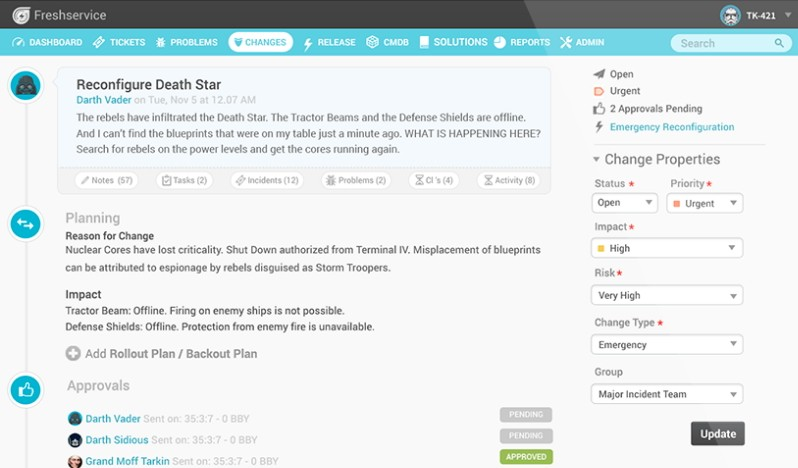 Freshservice
TK-421
DASHBOARD TICKETS PROBLEMS CHANGES RELEASE CMDB SOLUTIONS REPORTS ADMIN Search
Reconfigure Death Star
Darth Vader on Tue, Nov 5 at 12.07 AM
The rebels have infiltrated the Death Star. The Tractor Beams and the Defense Shields are offline.
And I can't find the blueprints that were on my table just a minute ago. WHAT IS HAPPENING HERE?
Search for rebels on the power levels and get the cores running again.
Notes (57) Tasks (2) Incidents (12) Problems (2) CI 's (4) Activity (8)
Planning
Reason for Change
Nuclear Cores have lost criticality. Shut Down authorized from Terminal IV. Misplacement of blueprints
can be attributed to espionage by rebels disguised as Storm Troopers.
Impact
Tractor Beam: Offline. Firing on enemy ships is not possible.
Defense Shields: Offline. Protection from enemy fire is unavailable.
Add Rollout Plan / Backout Plan
Approvals
Darth Vader Sent on: 35:3:7 - 0 BBY PENDING
Darth Sidious Sent on: 35:3:7 - 0 BBY PENDING
Grand Moff Tarkin Sent on: 35:3:7 - 0 BBY APPROVED
Open
Urgent
2 Approvals Pending
Emergency Reconfiguration
Change Properties
Status * Priority *
Open Urgent
Impact *
High
Risk *
Very High
Change Type *
Emergency
Group
Major Incident Team
Update